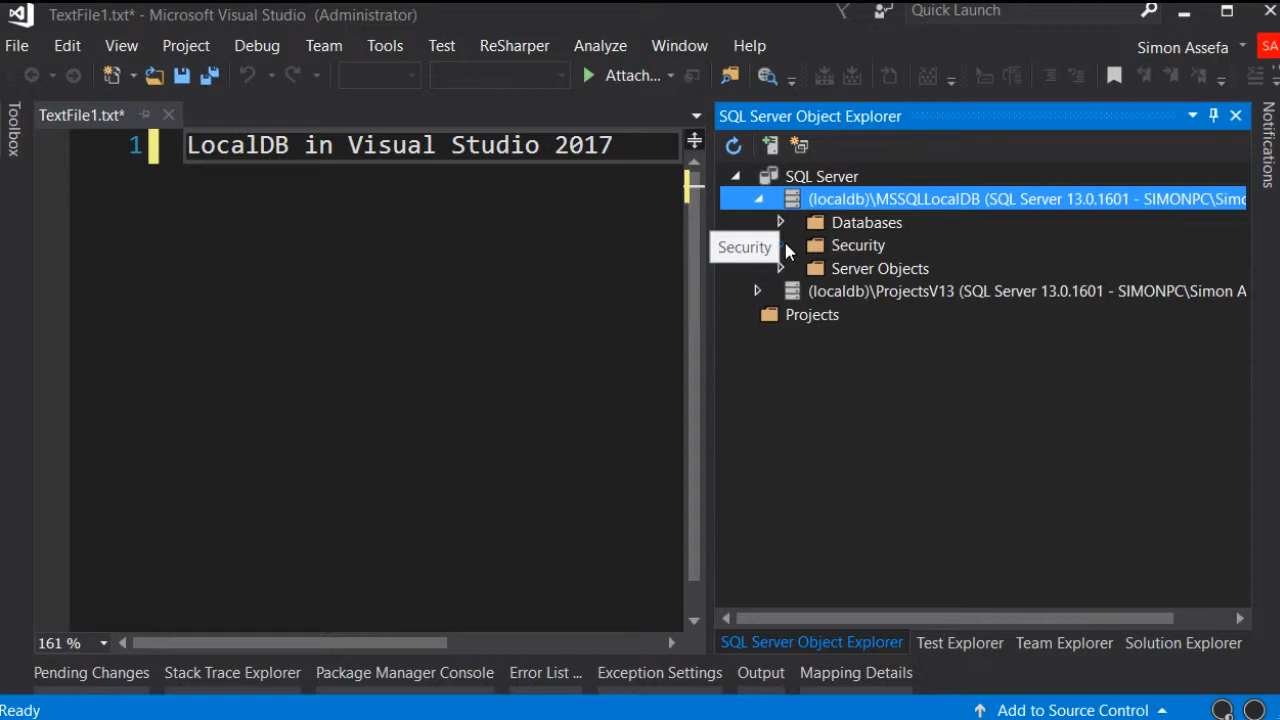 TextFile1.txt* - Microsoft Visual Studio (Administrator)
Quick Launch
File Edit View Project Debug Team Tools Test ReSharper Analyze Window Help
Simon Assefa
SA
Attach...
Toolbox
TextFile1.txt*
1 LocalDB in Visual Studio 2017
SQL Server Object Explorer
SQL Server
(localdb)\MSSQLLocalDB (SQL Server 13.0.1601 - SIMONPC\Simo
Databases
Security
Security
Server Objects
(localdb)\ProjectsV13 (SQL Server 13.0.1601 - SIMONPC\Simon A
Projects
Notifications
161 %
SQL Server Object Explorer Test Explorer Team Explorer Solution Explorer
Pending Changes Stack Trace Explorer Package Manager Console Error List ... Exception Settings Output Mapping Details
Ready
Add to Source Control